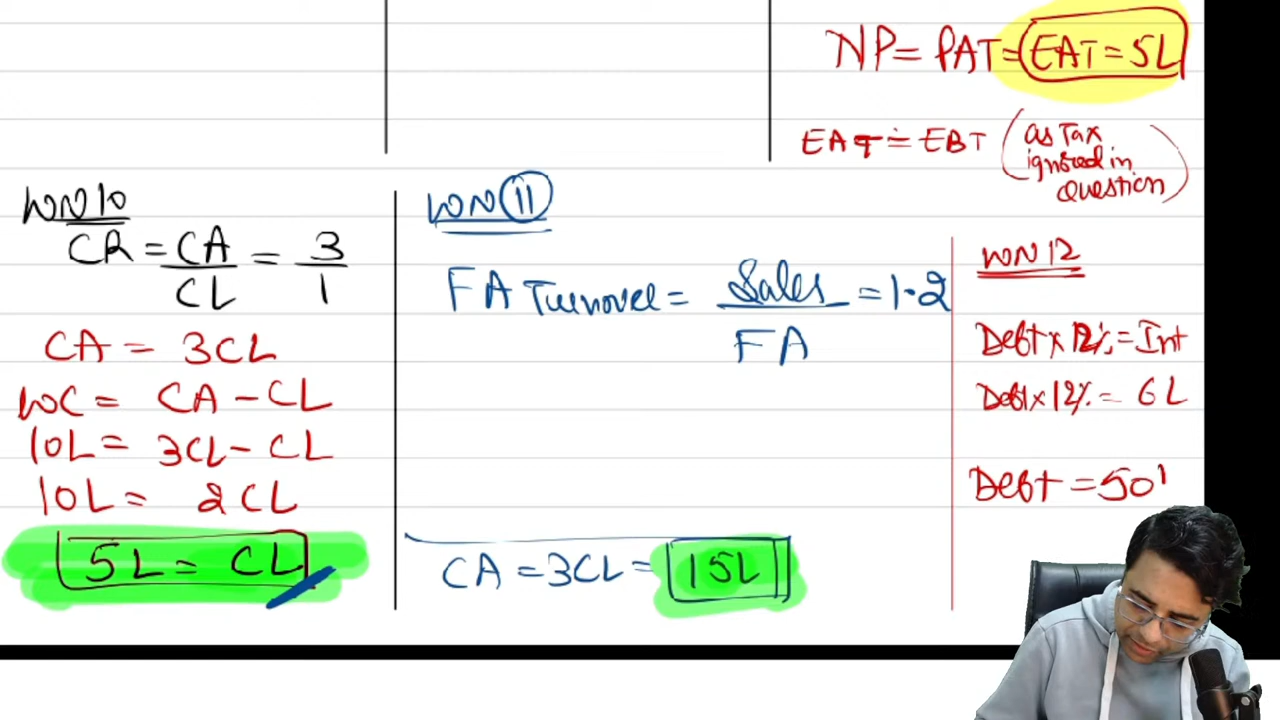 NP = PAT = EAT = 5L
EAT = EBT (as Tax
ignored in
question)
WN 10
CR = CA/CL = 3/1
CA = 3CL
WC = CA - CL
10L = 3CL - CL
10L = 2CL
5L = CL
WN 11
FA Turnover = Sales/FA = 1.2
CA = 3CL = 15L
WN 12
Debt x 12% = Int
Debt x 12% = 6L
Debt = 50